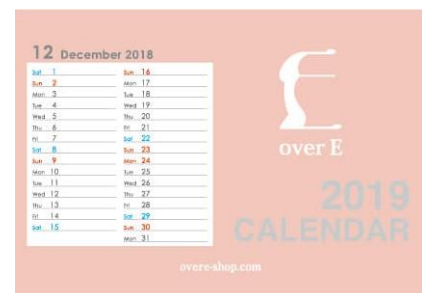 12 December 2018
Sat 1
Sun 2
Mon 3
Tue 4
Wed 5
Thu 6
Fri 7
Sat 8
Sun 9
Mon 10
Tue 11
Wed 12
Thu 13
Fri 14
Sat 15
Sun 16
Mon 17
Tue 18
Wed 19
Thu 20
Fri 21
Sat 22
Sun 23
Mon 24
Tue 25
Wed 26
Thu 27
Fri 28
Sat 29
Sun 30
Mon 31
E
over E
2019
CALENDAR
overe-shop.com